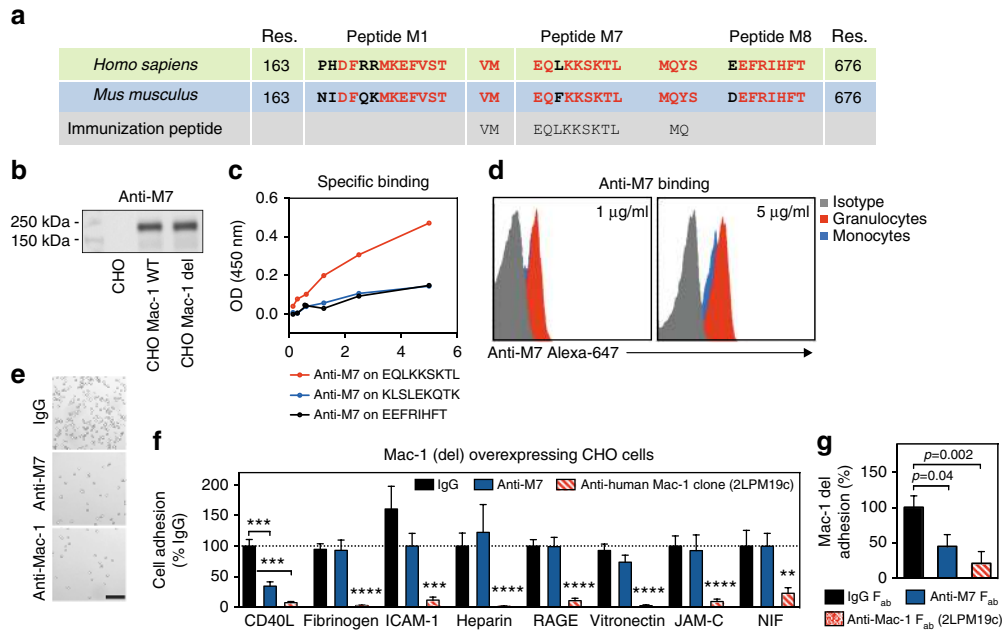 a
Res. Peptide M1 Peptide M7 Peptide M8 Res.
Homo sapiens 163 PHDFRRMKEFVST VM EQLKKSKTL MQYS EEFRIHFT 676
Mus musculus 163 NIDFQKMKEFVST VM EQFKKSKTL MQYS DEFRIHFT 676
Immunization peptide VM EQLKKSKTL MQ
b
Anti-M7
250 kDa -
150 kDa -
CHO
CHO Mac-1 WT
CHO Mac-1 del
c
Specific binding
OD (450 nm)
0.6
0.4
0.2
0.0
0 2 4 6
Anti-M7 on EQLKKSKTL
Anti-M7 on KLSLEKQTK
Anti-M7 on EEFRIHFT
d
Anti-M7 binding
1 µg/ml
5 µg/ml
Isotype
Granulocytes
Monocytes
Anti-M7 Alexa-647
e
IgG
Anti-M7
Anti-Mac-1
f
Mac-1 (del) overexpressing CHO cells
IgG Anti-M7 Anti-human Mac-1 clone (2LPM19c)
Cell adhesion
(% IgG)
200
150
100
50
0
***
***
****
***
****
****
****
****
**
CD40L Fibrinogen ICAM-1 Heparin RAGE Vitronectin JAM-C NIF
g
p=0.002
p=0.04
Mac-1 del
adhesion (%)
150
100
50
0
IgG Fab Anti-M7 Fab
Anti-Mac-1 Fab (2LPM19c)